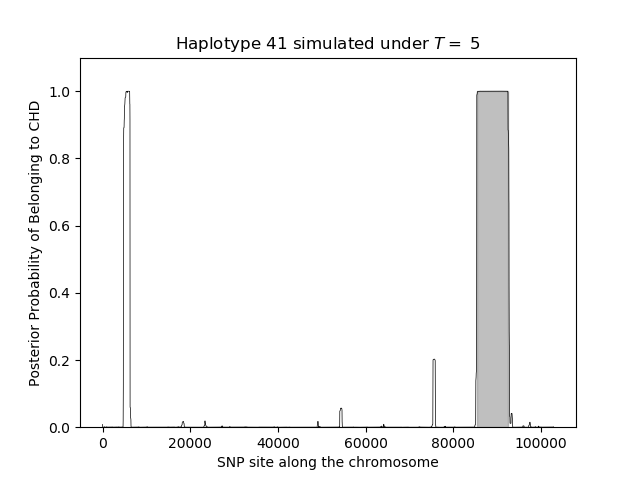 Haplotype 41 simulated under T = 5
Posterior Probability of Belonging to CHD
1.0
0.8
0.6
0.4
0.2
0.0
0 20000 40000 60000 80000 100000
SNP site along the chromosome